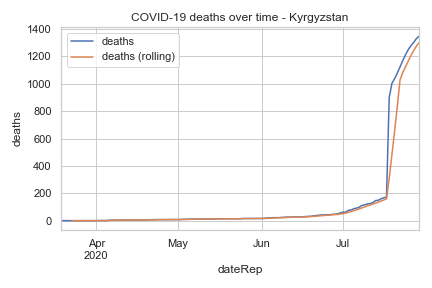 COVID-19 deaths over time - Kyrgyzstan
deaths
deaths (rolling)
1400
1200
1000
800
600
400
200
0
deaths
Apr
2020
May
Jun
Jul
dateRep